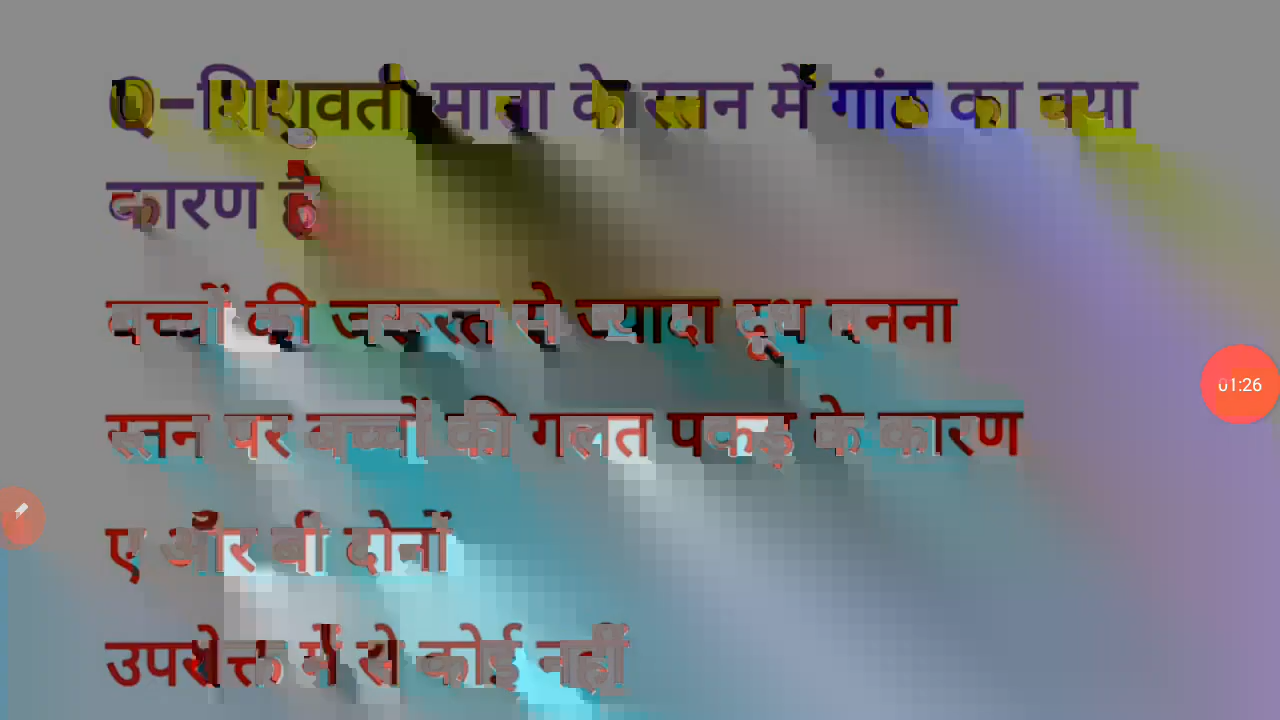 Q-शिशुवती माता के स्तन में गांठ का क्या
कारण है
बच्चों की जरूरत से ज्यादा दूध बनना
स्तन पर बच्चों की गलत पकड़ के कारण
ए और बी दोनों
उपरोक्त में से कोई नहीं
01:26